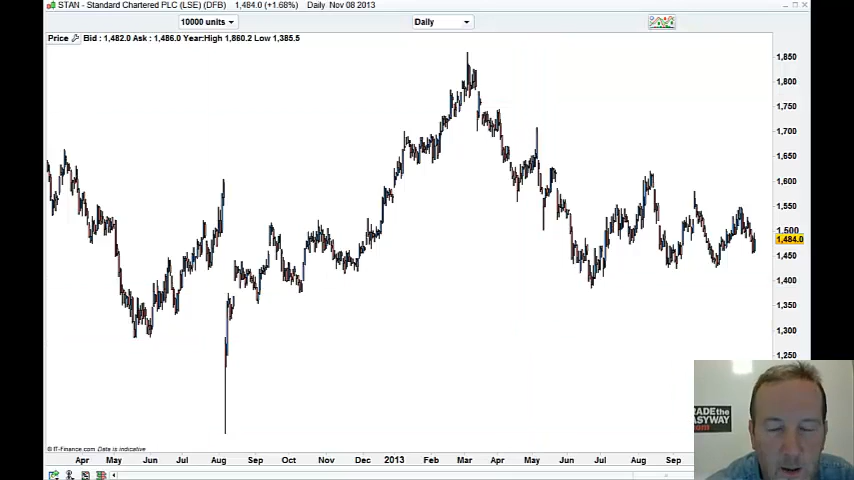 STAN - Standard Chartered PLC (LSE) (DFB) 1,484.0 (+1.68%) Daily Nov 08 2013
10000 units Daily
Price Bid : 1,482.0 Ask : 1,486.0 Year:High 1,860.2 Low 1,385.5
1,850
1,800
1,750
1,700
1,650
1,600
1,550
1,500
1,484.0
1,450
1,400
1,350
1,300
1,250
RADEthe
EASYWAY
.com
© IT-Finance.com Data is indicative
Apr May Jun Jul Aug Sep Oct Nov Dec 2013 Feb Mar Apr May Jun Jul Aug Sep